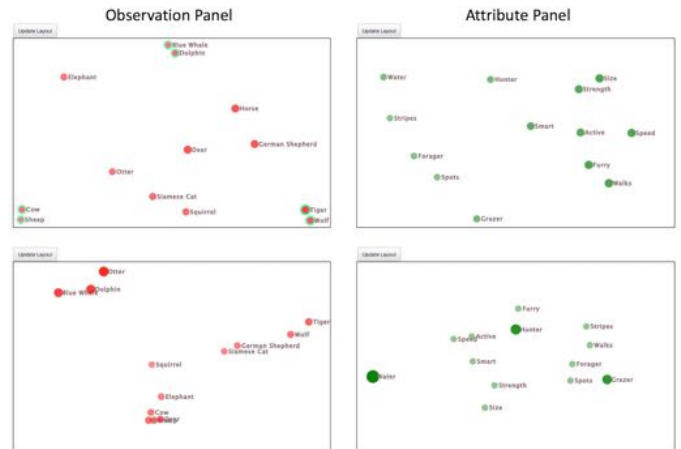 Observation Panel
Attribute Panel
Update Layout
Update Layout
Blue Whale
Dolphin
Elephant
Horse
German Shepherd
Deer
Otter
Siamese Cat
Squirrel
Cow
Sheep
Tiger
Wolf
Water
Hunter
Size
Strength
Stripes
Smart
Active
Speed
Forager
Furry
Spots
Walks
Grazer
Update Layout
Update Layout
Otter
Blue Whale
Dolphin
Tiger
Wolf
German Shepherd
Siamese Cat
Squirrel
Elephant
Cow
Furry
Hunter
Stripes
Active
Speed
Walks
Smart
Forager
Water
Spots
Grazer
Strength
Size